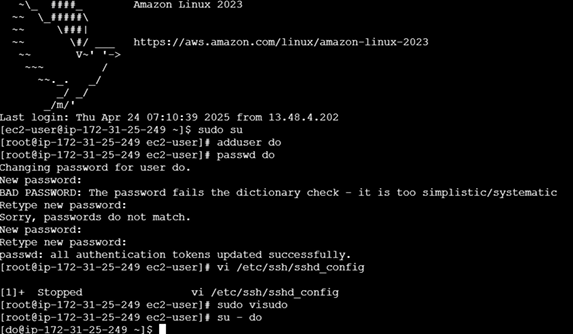 ~\_ ####_ Amazon Linux 2023
~~ \_#####\
~~ \###|
~~ \#/ ___ https://aws.amazon.com/linux/amazon-linux-2023
~~ V~' '->
~~~ /
~~._. _/
_/ _/
_/m/'
Last login: Thu Apr 24 07:10:39 2025 from 13.48.4.202
[ec2-user@ip-172-31-25-249 ~]$ sudo su
[root@ip-172-31-25-249 ec2-user]# adduser do
[root@ip-172-31-25-249 ec2-user]# passwd do
Changing password for user do.
New password:
BAD PASSWORD: The password fails the dictionary check - it is too simplistic/systematic
Retype new password:
Sorry, passwords do not match.
New password:
Retype new password:
passwd: all authentication tokens updated successfully.
[root@ip-172-31-25-249 ec2-user]# vi /etc/ssh/sshd_config
[1]+ Stopped vi /etc/ssh/sshd_config
[root@ip-172-31-25-249 ec2-user]# sudo visudo
[root@ip-172-31-25-249 ec2-user]# su - do
[do@ip-172-31-25-249 ~]$